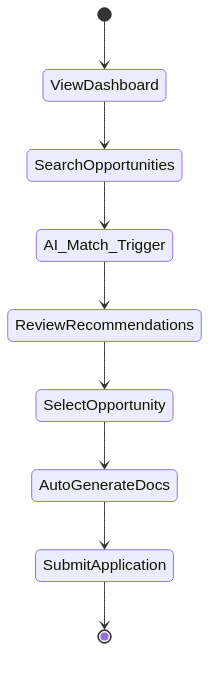 ViewDashboard
SearchOpportunities
AI_Match_Trigger
ReviewRecommendations
SelectOpportunity
AutoGenerateDocs
SubmitApplication